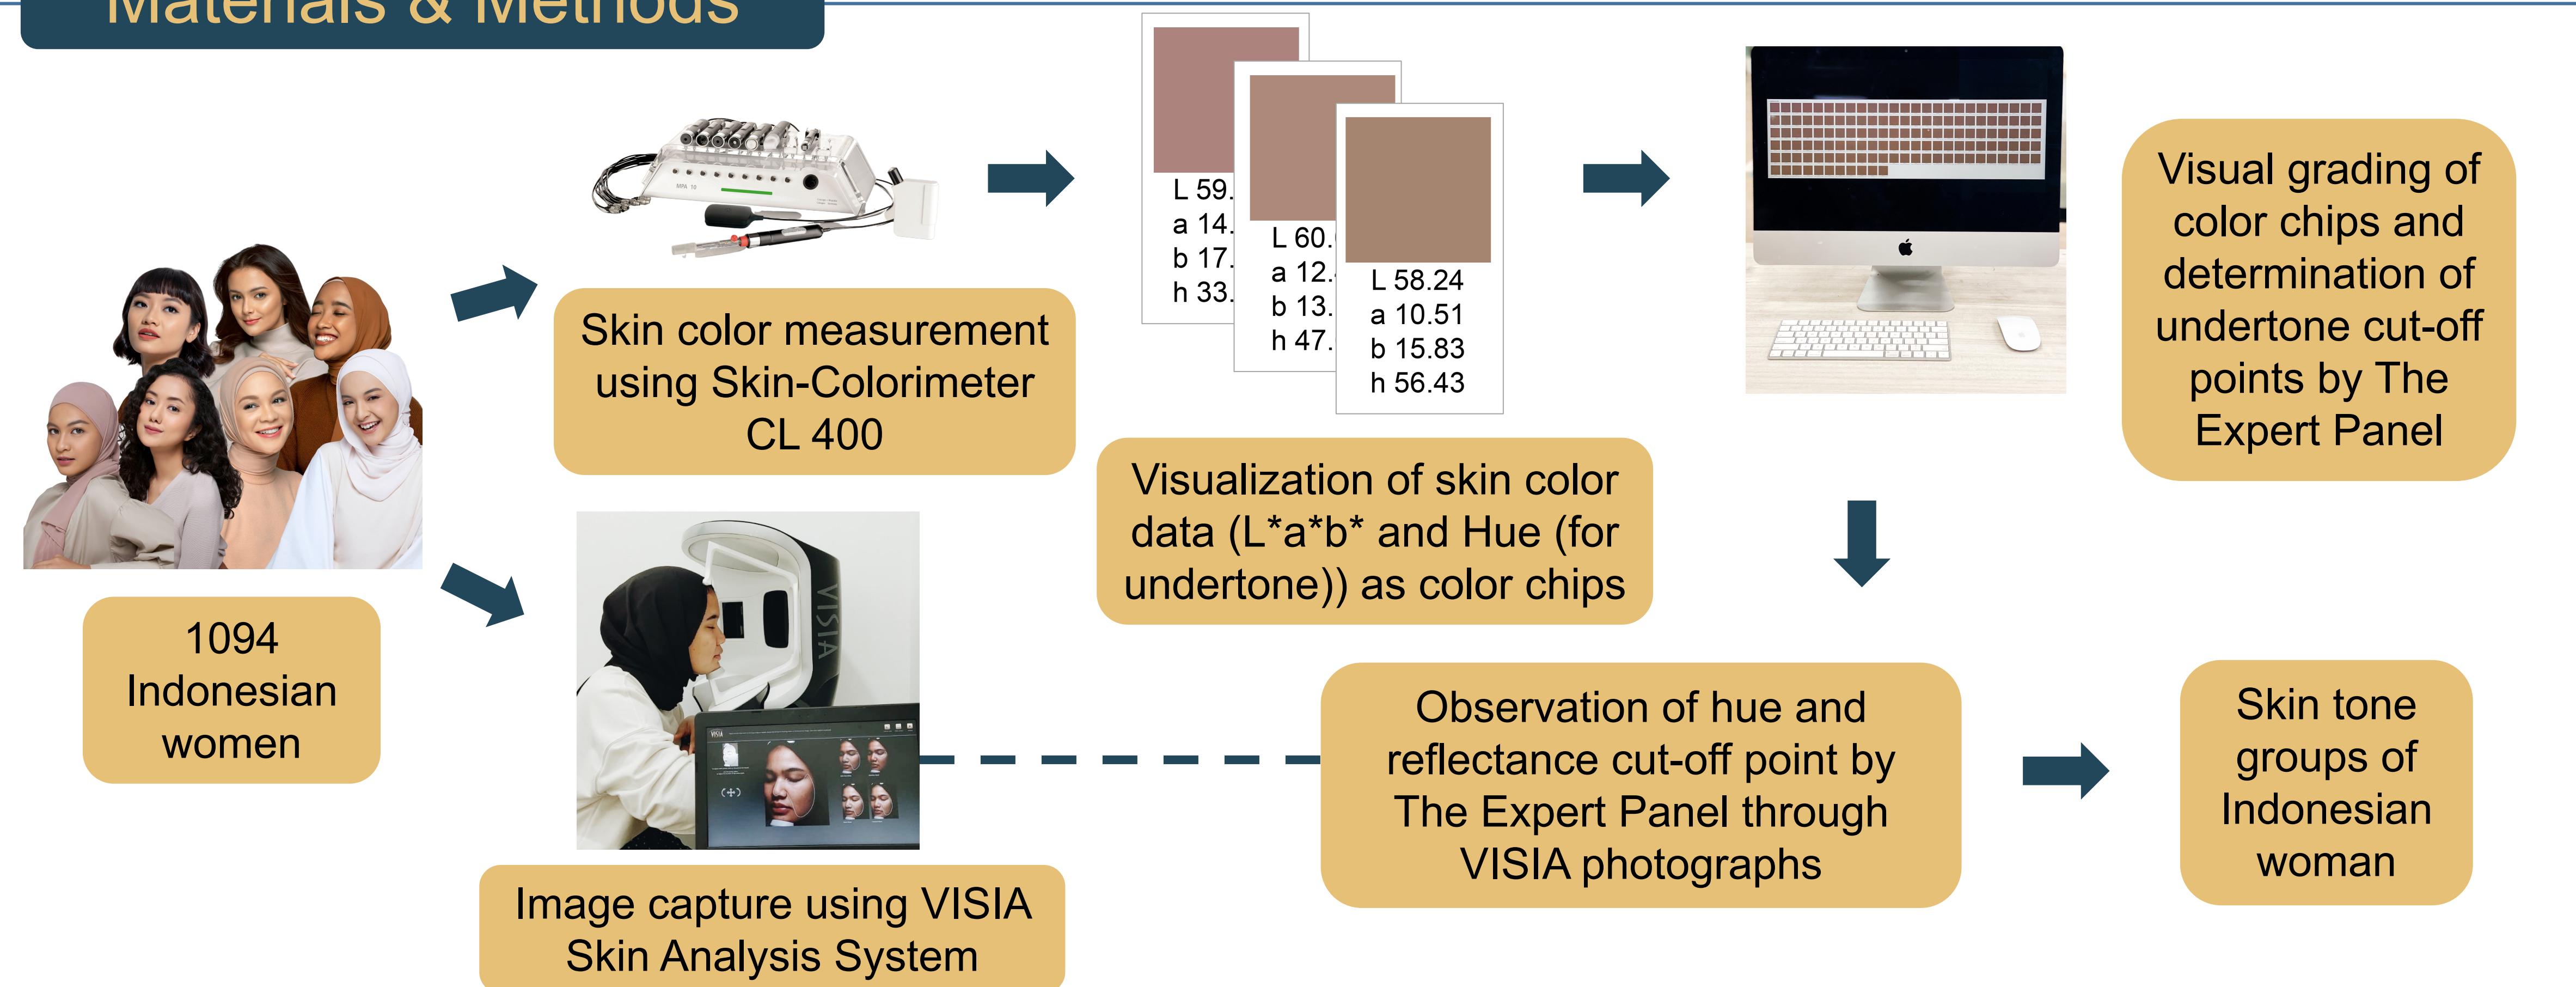 Materials & Methods
1094
Indonesian
women
MPA 10
Skin color measurement
using Skin-Colorimeter
CL 400
VISIA
VISIA
Image capture using VISIA
Skin Analysis System
L 59.
a 14.
b 17.
h 33.
L 60.
a 12.
b 13.
h 47.
L 58.24
a 10.51
b 15.83
h 56.43
Visualization of skin color
data (L*a*b* and Hue (for
undertone)) as color chips
Visual grading of
color chips and
determination of
undertone cut-off
points by The
Expert Panel
Observation of hue and
reflectance cut-off point by
The Expert Panel through
VISIA photographs
Skin tone
groups of
Indonesian
woman